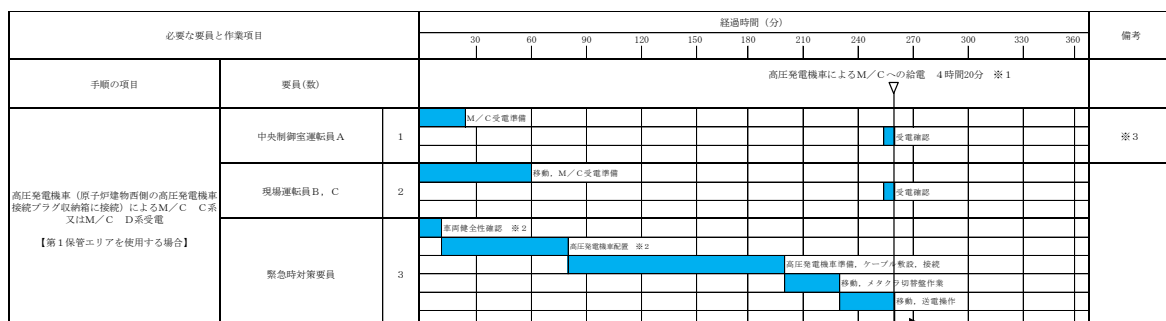 必要な要員と作業項目
経過時間（分）
備考
30 60 90 120 150 180 210 240 270 300 330 360
手順の項目
要員(数)
高圧発電機車によるM／Cへの給電　4時間20分　※1
高圧発電機車（原子炉建物西側の高圧発電機車
接続プラグ収納箱に接続）によるM／C　C系
又はM／C　D系受電
【第1保管エリアを使用する場合】
中央制御室運転員A
1
M／C受電準備
受電確認
※3
現場運転員B，C
2
移動，M／C受電準備
受電確認
緊急時対策要員
3
車両健全性確認　※2
高圧発電機車配置　※2
高圧発電機車準備，ケーブル敷設，接続
移動，メタクラ切替盤作業
移動，送電操作